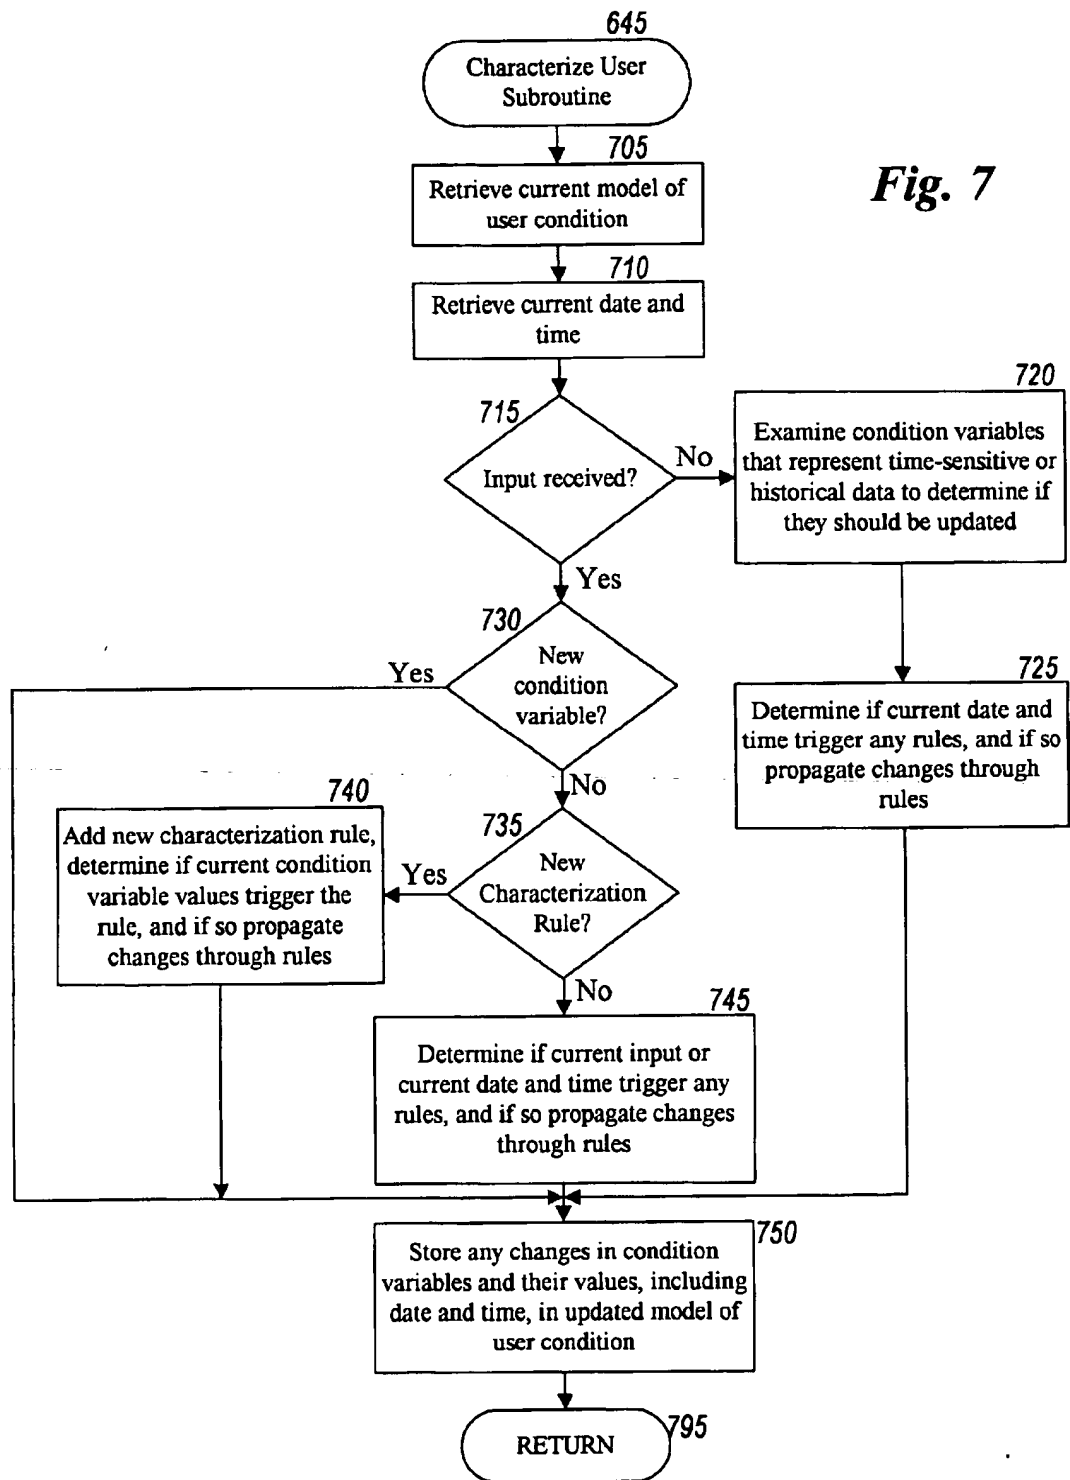 645
Characterize User
Subroutine
705
Retrieve current model of
user condition
Fig. 7
710
Retrieve current date and
time
715
Input received?
No
720
Examine condition variables
that represent time-sensitive or
historical data to determine if
they should be updated
Yes
730
New
condition
variable?
Yes
725
Determine if current date and
time trigger any rules, and if so
propagate changes through
rules
No
740
Add new characterization rule,
determine if current condition
variable values trigger the
rule, and if so propagate
changes through rules
735
Yes
New
Characterization
Rule?
No
745
Determine if current input or
current date and time trigger any
rules, and if so propagate changes
through rules
750
Store any changes in condition
variables and their values, including
date and time, in updated model of
user condition
795
RETURN